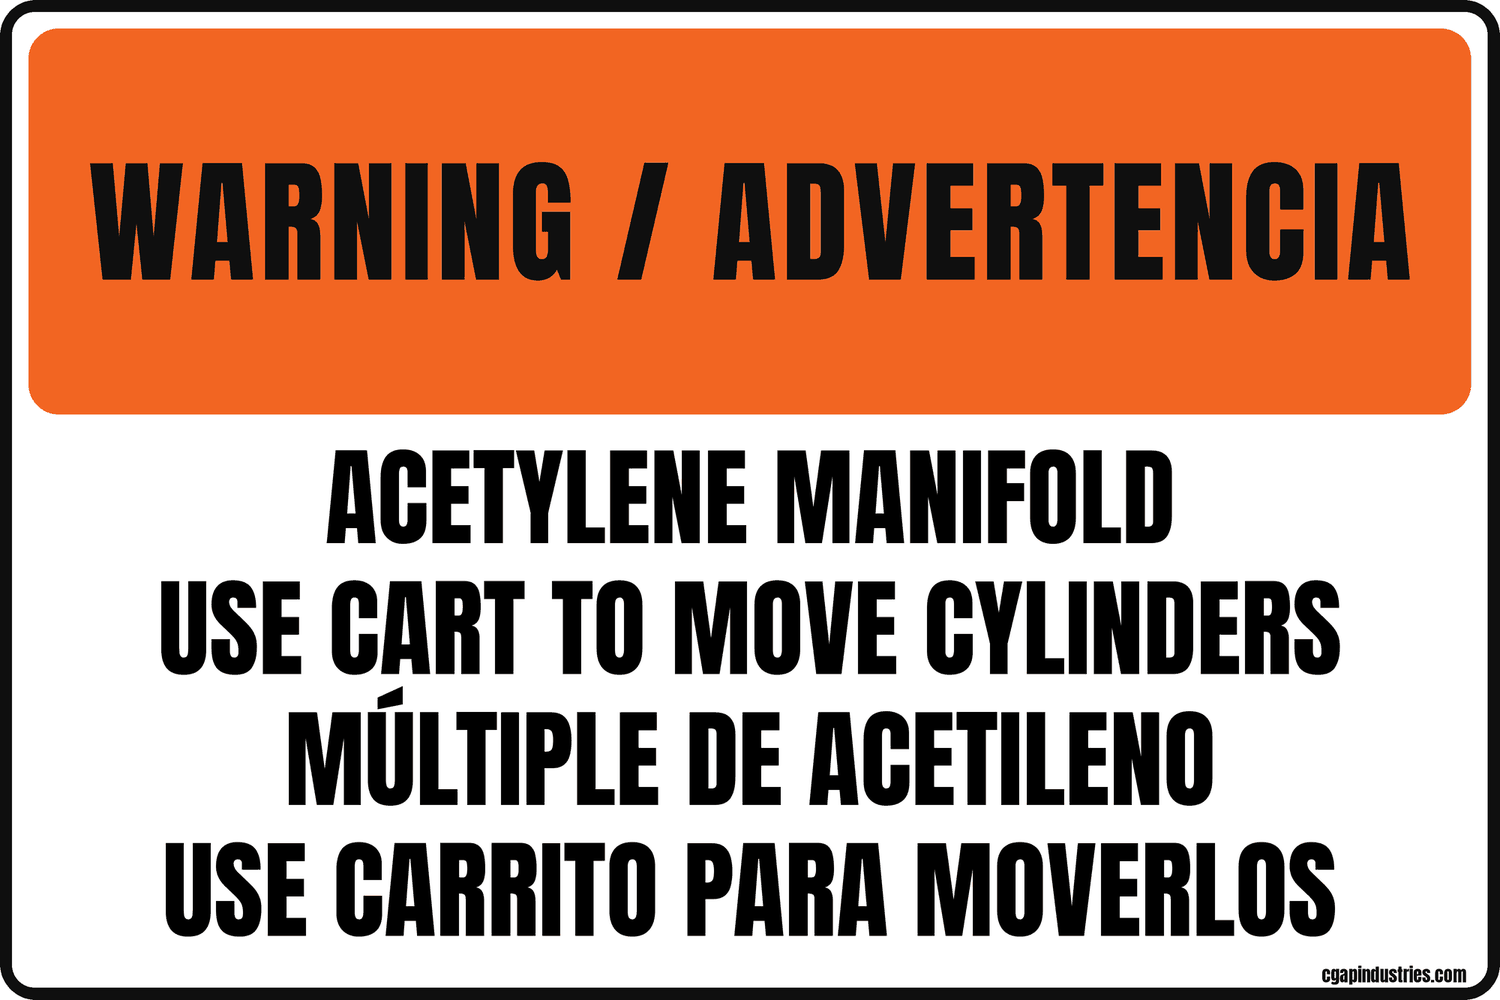 WARNING / ADVERTENCIA
ACETYLENE MANIFOLD
USE CART TO MOVE CYLINDERS
MÚLTIPLE DE ACETILENO
USE CARRITO PARA MOVERLOS
cgapindustries.com